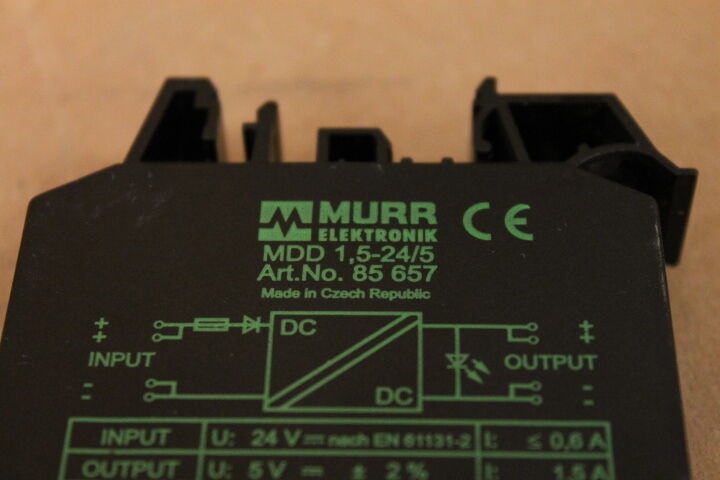 MURR
ELEKTRONIK
CE
MDD 1,5-24/5
Art.No. 85 657
Made in Czech Republic
+ DC +
+ +
INPUT OUTPUT
- DC -
- -
INPUT U: 24 V ⎓ nach EN 61131-2 I: ≤ 0,6 A
OUTPUT U: 5 V ⎓ ± 2 % I: 1,5 A